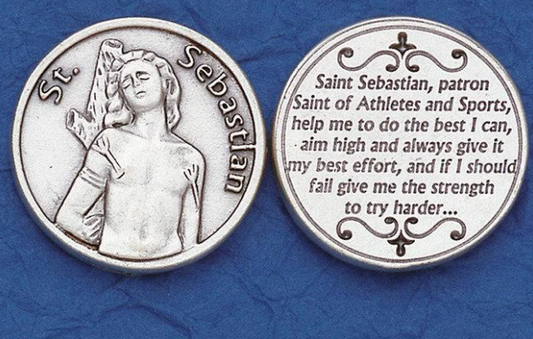 St. Sebastian
Saint Sebastian, patron
Saint of Athletes and Sports,
help me to do the best I can,
aim high and always give it
my best effort, and if I should
fail give me the strength
to try harder...